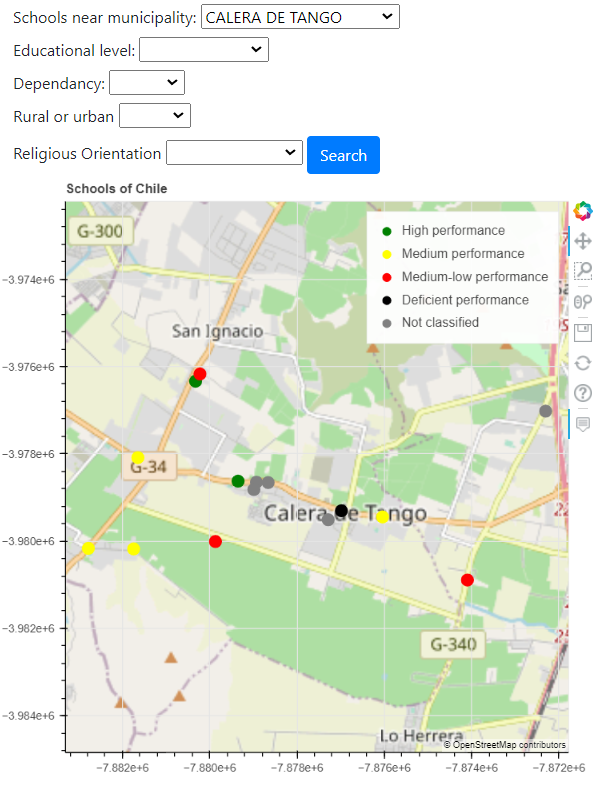 Schools near municipality: CALERA DE TANGO
Educational level:
Dependancy:
Rural or urban
Religious Orientation Search
Schools of Chile
G-300
High performance
Medium performance
Medium-low performance
Deficient performance
Not classified
−3.974e+6
San Ignacio
−3.976e+6
−3.978e+6
G-34
Calera de Tango
−3.980e+6
−3.982e+6
G-340
−3.984e+6
Lo Herrera
© OpenStreetMap contributors
−7.882e+6 −7.880e+6 −7.878e+6 −7.876e+6 −7.874e+6 −7.872e+6